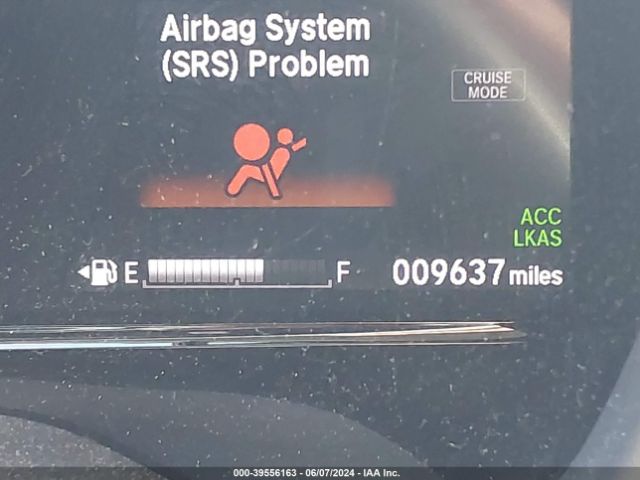 Airbag System
(SRS) Problem
CRUISE
MODE
ACC
LKAS
E F 009637 miles
000-39556163 - 06/07/2024 - IAA Inc.